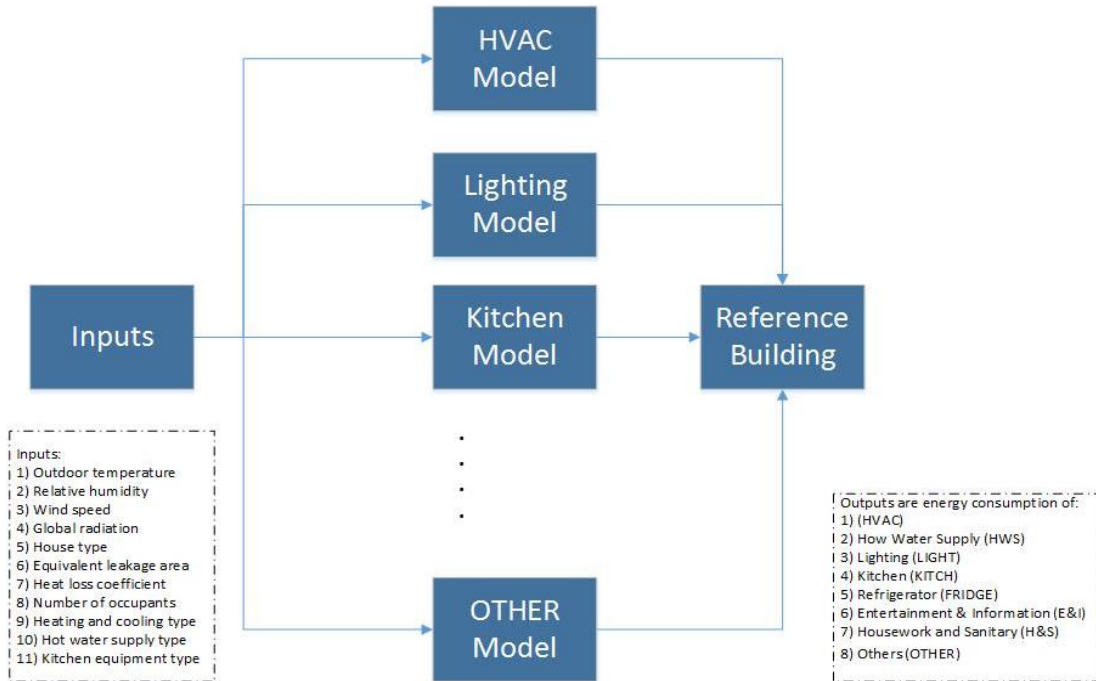 HVAC
Model
Lighting
Model
Inputs
Kitchen
Model
Reference
Building
OTHER
Model
Inputs:
1) Outdoor temperature
2) Relative humidity
3) Wind speed
4) Global radiation
5) House type
6) Equivalent leakage area
7) Heat loss coefficient
8) Number of occupants
9) Heating and cooling type
10) Hot water supply type
11) Kitchen equipment type
Outputs are energy consumption of:
1) (HVAC)
2) How Water Supply (HWS)
3) Lighting (LIGHT)
4) Kitchen (KITCH)
5) Refrigerator (FRIDGE)
6) Entertainment & Information (E&I)
7) Housework and Sanitary (H&S)
8) Others (OTHER)